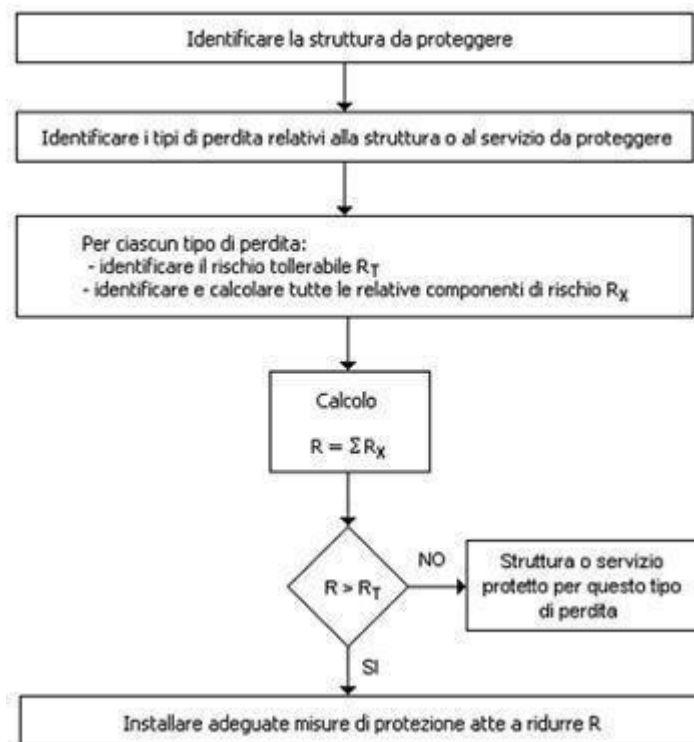 Identificare la struttura da proteggere
Identificare i tipi di perdita relativi alla struttura o al servizio da proteggere
Per ciascun tipo di perdita:
- identificare il rischio tollerabile R_T
- identificare e calcolare tutte le relative componenti di rischio R_X
Calcolo
R = ΣR_X
R > R_T
NO
Struttura o servizio
protetto per questo tipo
di perdita
SI
Installare adeguate misure di protezione atte a ridurre R